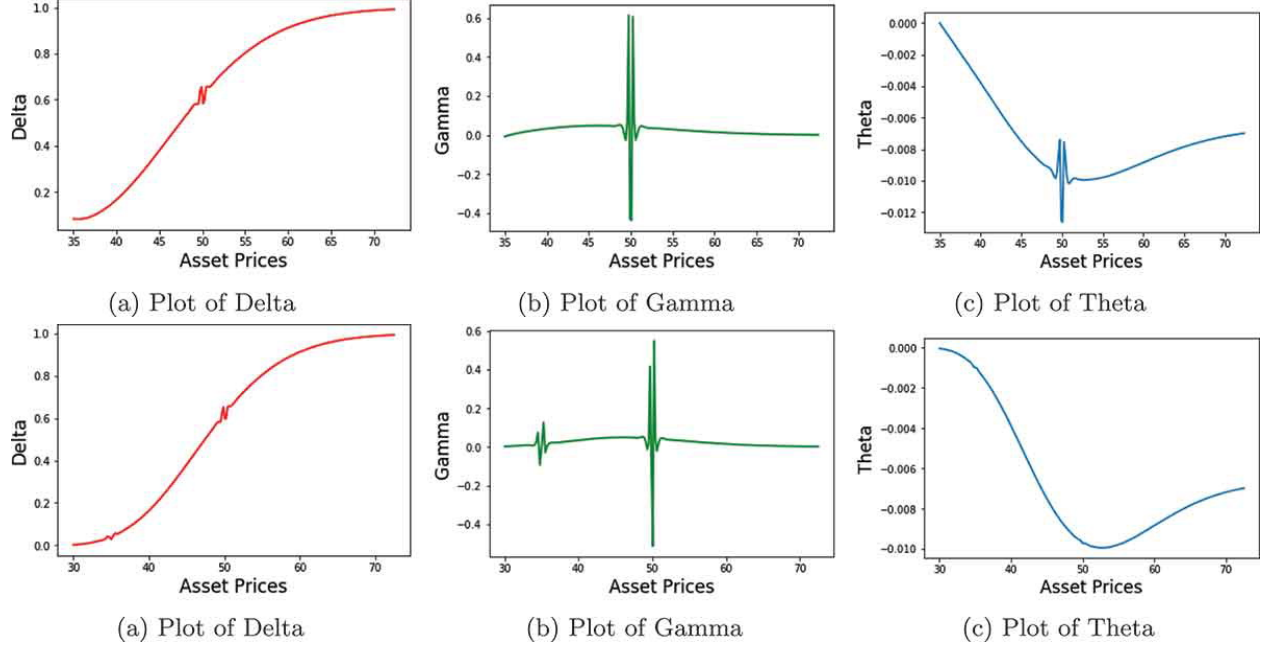 1.0
0.8
0.6
0.4
0.2
Delta
35 40 45 50 55 60 65 70
Asset Prices
(a) Plot of Delta
0.6
0.4
0.2
0.0
−0.2
−0.4
Gamma
35 40 45 50 55 60 65 70
Asset Prices
(b) Plot of Gamma
0.000
−0.002
−0.004
−0.006
−0.008
−0.010
−0.012
Theta
35 40 45 50 55 60 65 70
Asset Prices
(c) Plot of Theta
1.0
0.8
0.6
0.4
0.2
0.0
Delta
30 40 50 60 70
Asset Prices
(a) Plot of Delta
0.6
0.4
0.2
0.0
−0.2
−0.4
Gamma
30 40 50 60 70
Asset Prices
(b) Plot of Gamma
0.000
−0.002
−0.004
−0.006
−0.008
−0.010
Theta
30 40 50 60 70
Asset Prices
(c) Plot of Theta